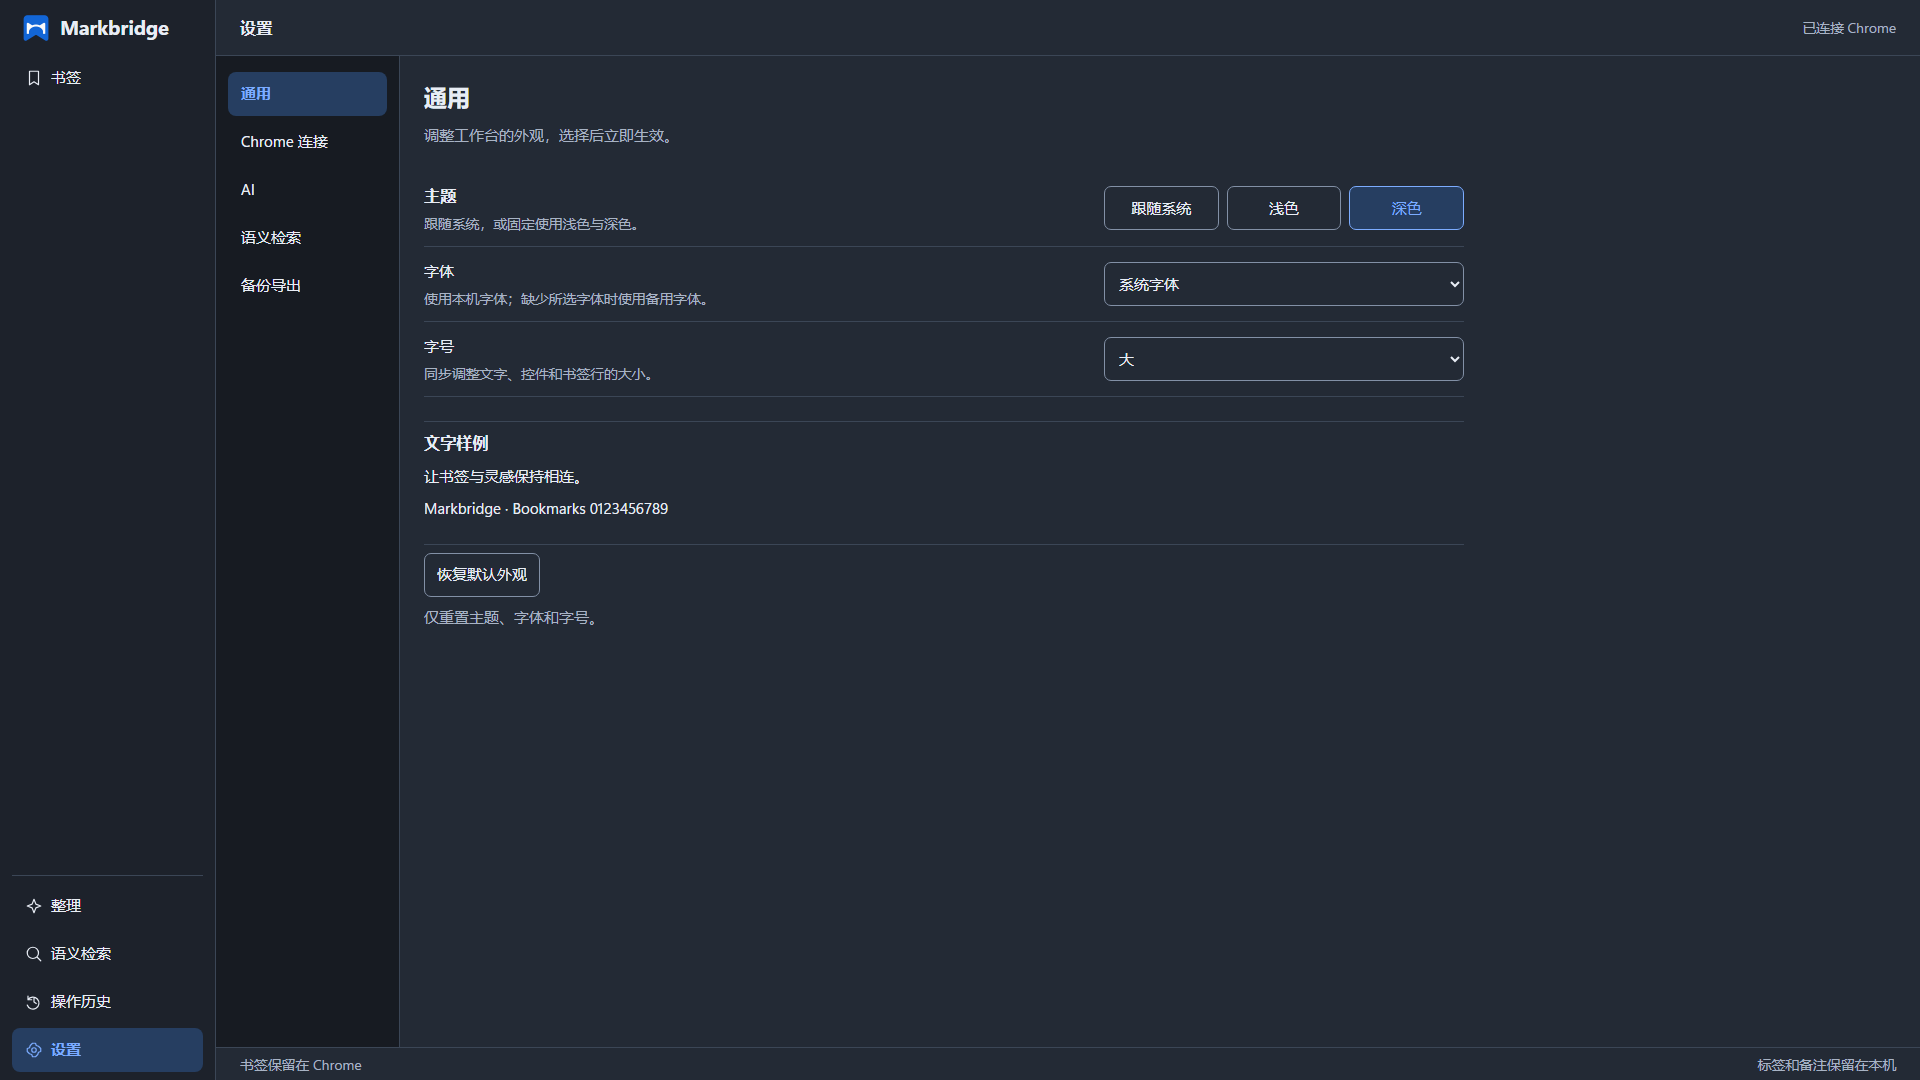 Markbridge
书签
整理
语义检索
操作历史
设置
设置
已连接 Chrome
通用
Chrome 连接
AI
语义检索
备份导出
通用
调整工作台的外观，选择后立即生效。
主题
跟随系统，或固定使用浅色与深色。
跟随系统
浅色
深色
字体
使用本机字体；缺少所选字体时使用备用字体。
系统字体
字号
同步调整文字、控件和书签行的大小。
大
文字样例
让书签与灵感保持相连。
Markbridge · Bookmarks 0123456789
恢复默认外观
仅重置主题、字体和字号。
书签保留在 Chrome
标签和备注保留在本机